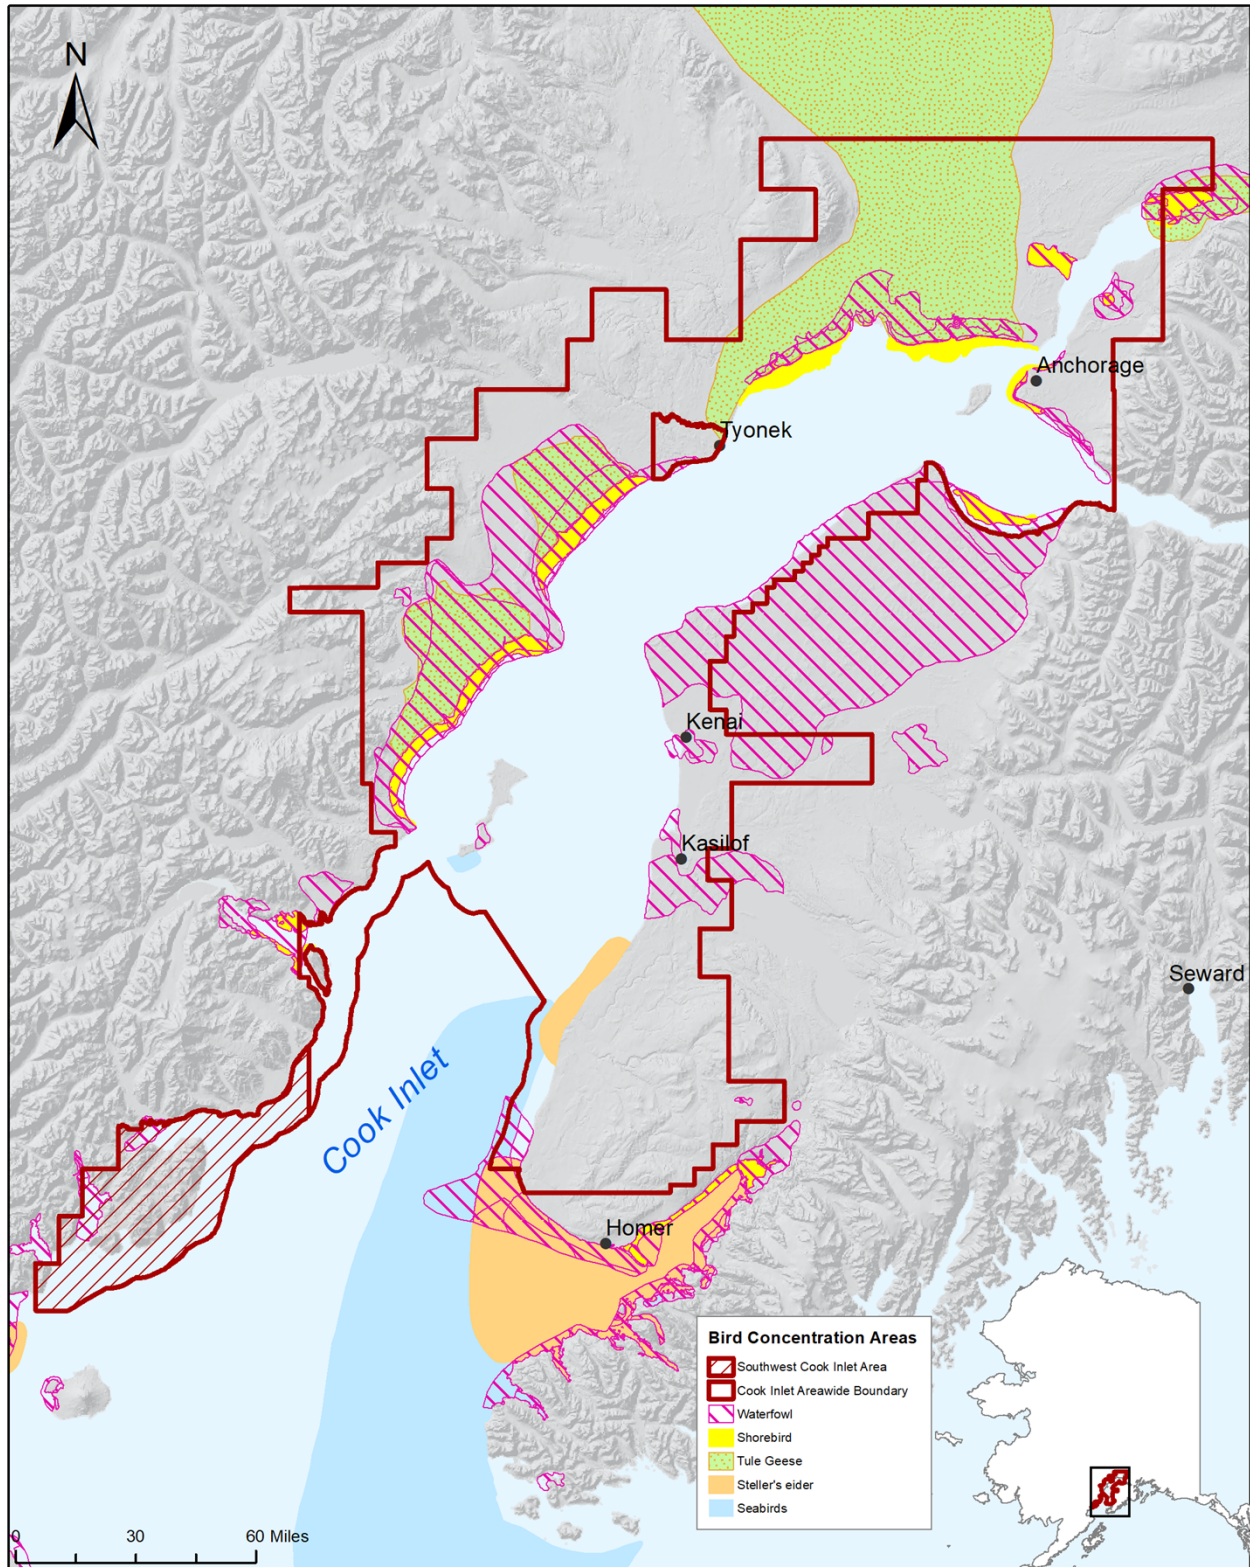 N
Anchorage
Tyonek
Kenai
Kasilof
Seward
Cook Inlet
Homer
Bird Concentration Areas
Southwest Cook Inlet Area
Cook Inlet Areawide Boundary
Waterfowl
Shorebird
Tule Geese
Steller's eider
Seabirds
0 30 60 Miles